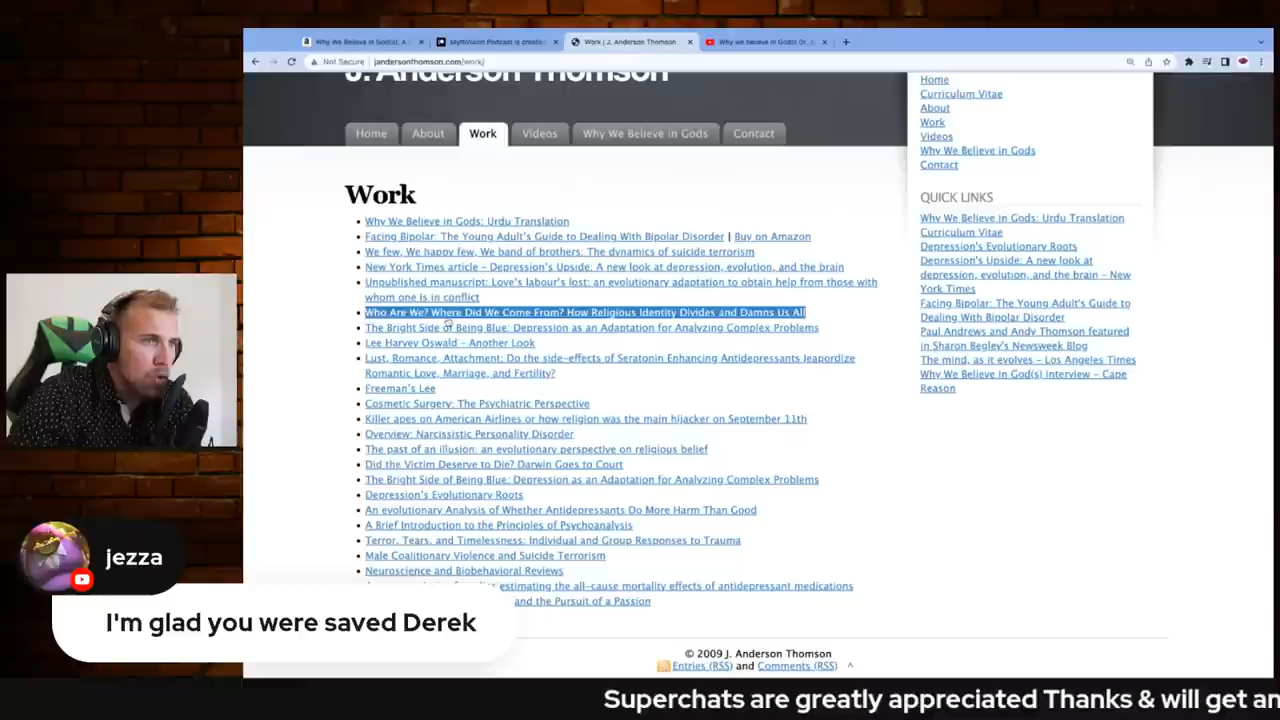 Why We Believe in God(s): A
MythVision Podcast is creatin
Work | J. Anderson Thomson
Why we believe in Gods| Dr.
Not Secure
jandersonthomson.com/work/
J. Anderson Thomson
Home
About
Work
Videos
Why We Believe in Gods
Contact
Work
Why We Believe in Gods: Urdu Translation
Facing Bipolar: The Young Adult's Guide to Dealing With Bipolar Disorder | Buy on Amazon
We few, We happy few, We band of brothers: The dynamics of suicide terrorism
New York Times article – Depression's Upside: A new look at depression, evolution, and the brain
Unpublished manuscript: Love's labour's lost: an evolutionary adaptation to obtain help from those with
whom one is in conflict
Who Are We? Where Did We Come From? How Religious Identity Divides and Damns Us All
The Bright Side of Being Blue: Depression as an Adaptation for Analyzing Complex Problems
Lee Harvey Oswald – Another Look
Lust, Romance, Attachment: Do the side-effects of Seratonin Enhancing Antidepressants Jeapordize
Romantic Love, Marriage, and Fertility?
Freeman's Lee
Cosmetic Surgery: The Psychiatric Perspective
Killer apes on American Airlines or how religion was the main hijacker on September 11th
Overview: Narcissistic Personality Disorder
The past of an illusion: an evolutionary perspective on religious belief
Did the Victim Deserve to Die? Darwin Goes to Court
The Bright Side of Being Blue: Depression as an Adaptation for Analyzing Complex Problems
Depression's Evolutionary Roots
An evolutionary Analysis of Whether Antidepressants Do More Harm Than Good
A Brief Introduction to the Principles of Psychoanalysis
Terror, Tears, and Timelessness: Individual and Group Responses to Trauma
Male Coalitionary Violence and Suicide Terrorism
Neuroscience and Biobehavioral Reviews
estimating the all-cause mortality effects of antidepressant medications
and the Pursuit of a Passion
Home
Curriculum Vitae
About
Work
Videos
Why We Believe in Gods
Contact
QUICK LINKS
Why We Believe in Gods: Urdu Translation
Curriculum Vitae
Depression's Evolutionary Roots
Depression's Upside: A new look at
depression, evolution, and the brain – New
York Times
Facing Bipolar: The Young Adult's Guide to
Dealing With Bipolar Disorder
Paul Andrews and Andy Thomson featured
in Sharon Begley's Newsweek Blog
The mind, as it evolves – Los Angeles Times
Why We Believe in God(s) interview – Cape
Reason
© 2009 J. Anderson Thomson
Entries (RSS) and Comments (RSS)
jezza
I'm glad you were saved Derek
Superchats are greatly appreciated Thanks & will get an